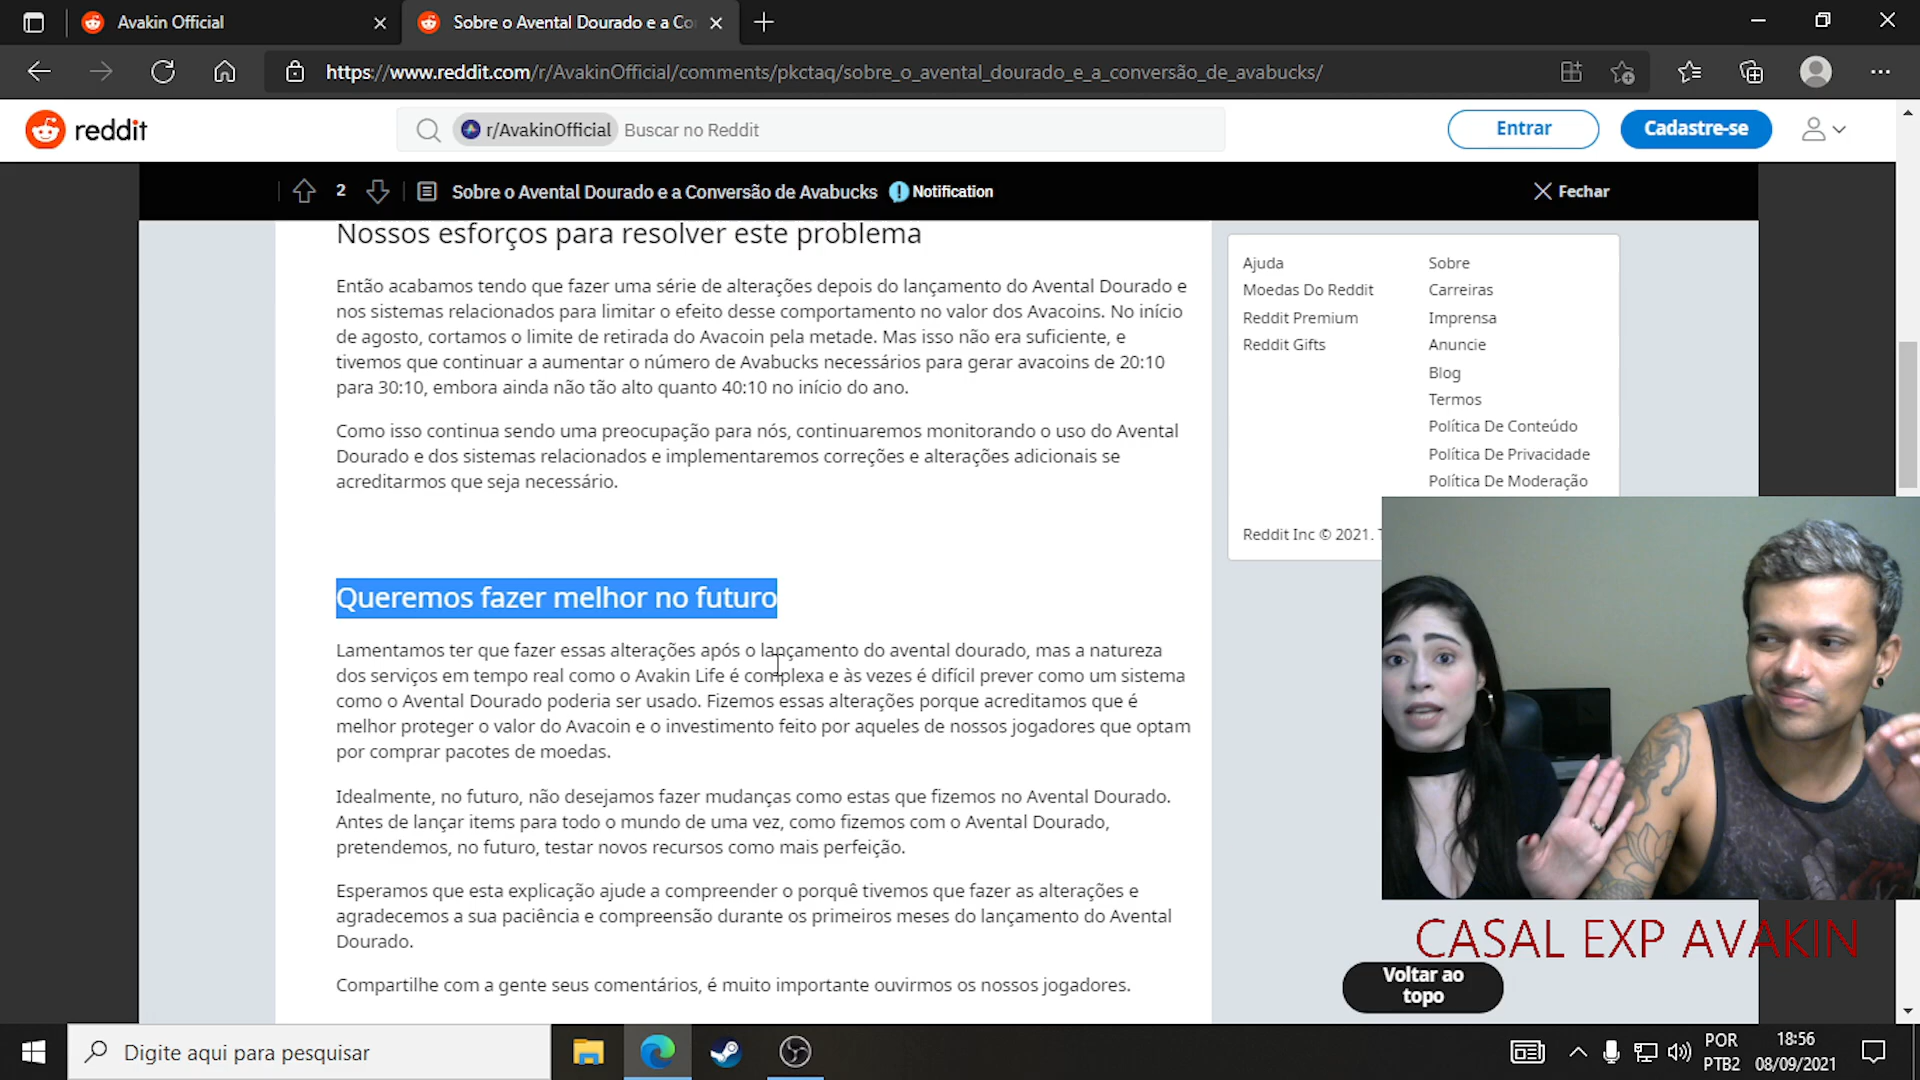 Avakin Official
Sobre o Avental Dourado e a Co
https://www.reddit.com/r/AvakinOfficial/comments/pkctaq/sobre_o_avental_dourado_e_a_conversão_de_avabucks/
reddit
r/AvakinOfficial Buscar no Reddit
Entrar
Cadastre-se
2
Sobre o Avental Dourado e a Conversão de Avabucks
! Notification
Fechar
Nossos esforços para resolver este problema
Então acabamos tendo que fazer uma série de alterações depois do lançamento do Avental Dourado e
nos sistemas relacionados para limitar o efeito desse comportamento no valor dos Avacoins. No início
de agosto, cortamos o limite de retirada do Avacoin pela metade. Mas isso não era suficiente, e
tivemos que continuar a aumentar o número de Avabucks necessários para gerar avacoins de 20:10
para 30:10, embora ainda não tão alto quanto 40:10 no início do ano.
Como isso continua sendo uma preocupação para nós, continuaremos monitorando o uso do Avental
Dourado e dos sistemas relacionados e implementaremos correções e alterações adicionais se
acreditarmos que seja necessário.
Queremos fazer melhor no futuro
Lamentamos ter que fazer essas alterações após o lançamento do avental dourado, mas a natureza
dos serviços em tempo real como o Avakin Life é complexa e às vezes é difícil prever como um sistema
como o Avental Dourado poderia ser usado. Fizemos essas alterações porque acreditamos que é
melhor proteger o valor do Avacoin e o investimento feito por aqueles de nossos jogadores que optam
por comprar pacotes de moedas.
Idealmente, no futuro, não desejamos fazer mudanças como estas que fizemos no Avental Dourado.
Antes de lançar items para todo o mundo de uma vez, como fizemos com o Avental Dourado,
pretendemos, no futuro, testar novos recursos como mais perfeição.
Esperamos que esta explicação ajude a compreender o porquê tivemos que fazer as alterações e
agradecemos a sua paciência e compreensão durante os primeiros meses do lançamento do Avental
Dourado.
Compartilhe com a gente seus comentários, é muito importante ouvirmos os nossos jogadores.
Ajuda
Moedas Do Reddit
Reddit Premium
Reddit Gifts
Sobre
Carreiras
Imprensa
Anuncie
Blog
Termos
Política De Conteúdo
Política De Privacidade
Política De Moderação
Reddit Inc © 2021.
CASAL EXP AVAKIN
Voltar ao
topo
Digite aqui para pesquisar
POR
PTB2
18:56
08/09/2021